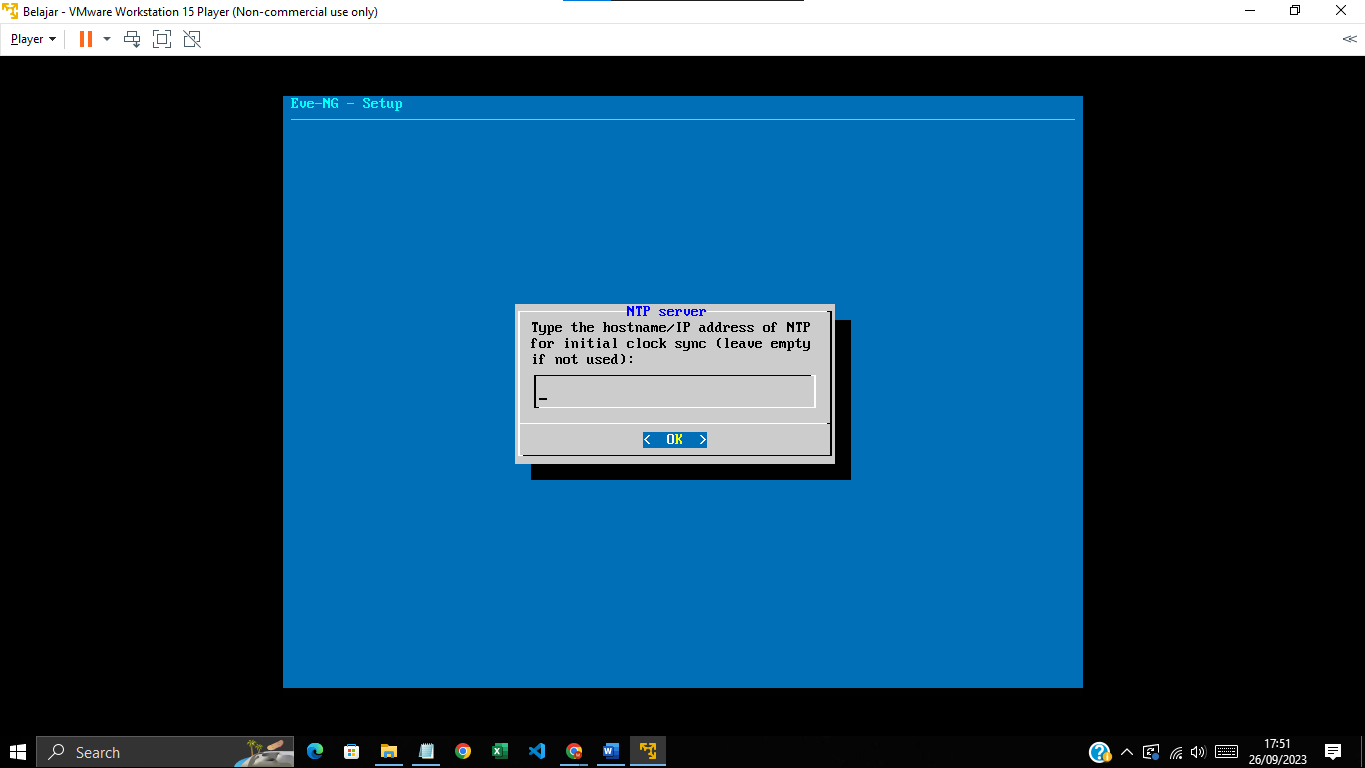 Belajar - VMware Workstation 15 Player (Non-commercial use only)
Player
Eve-NG - Setup
NTP server
Type the hostname/IP address of NTP
for initial clock sync (leave empty
if not used):
< OK >
Search
17:51
26/09/2023